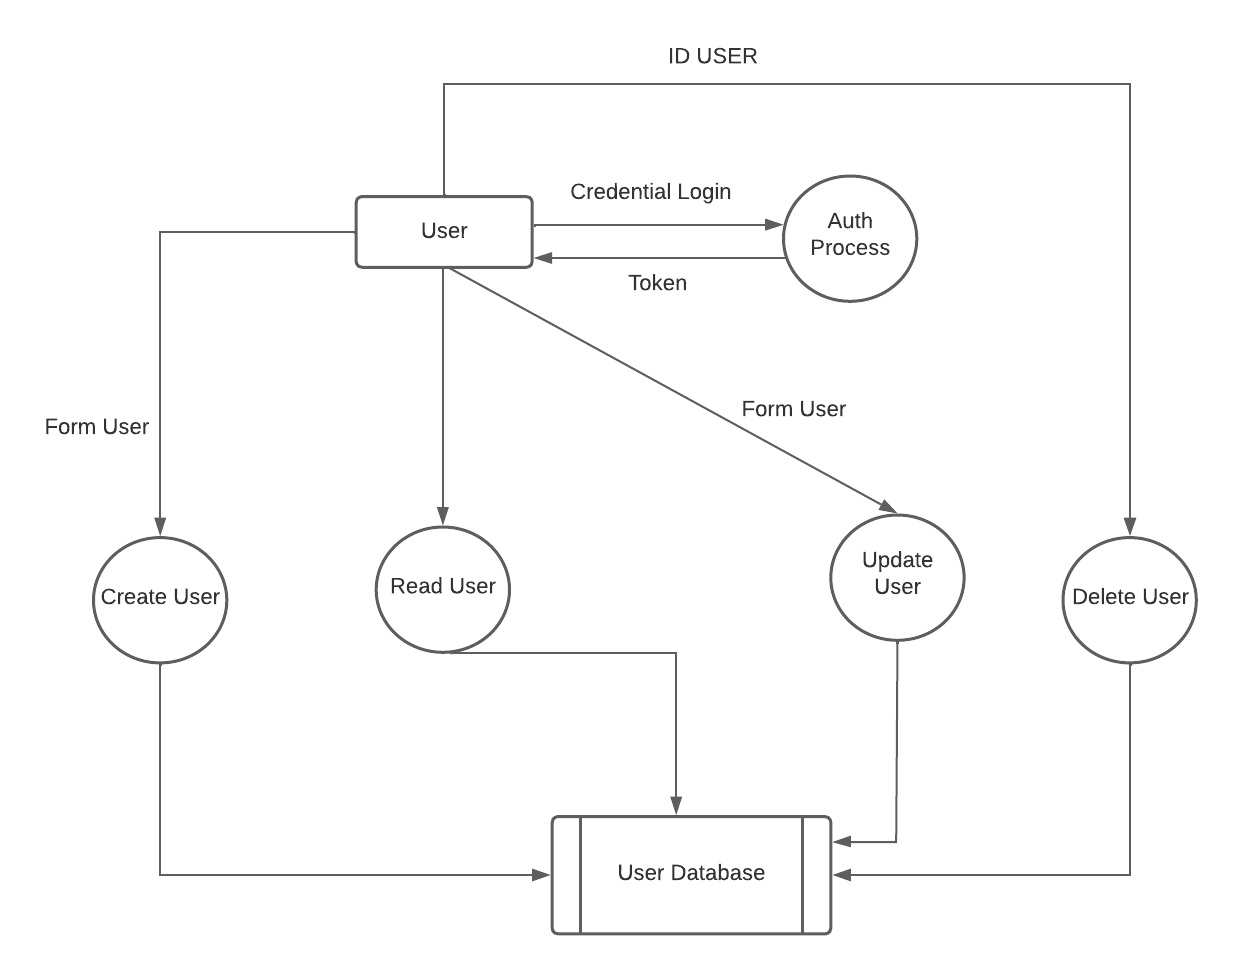 ID USER
Credential Login
User
Auth
Process
Token
Form User
Form User
Create User
Read User
Update
User
Delete User
User Database